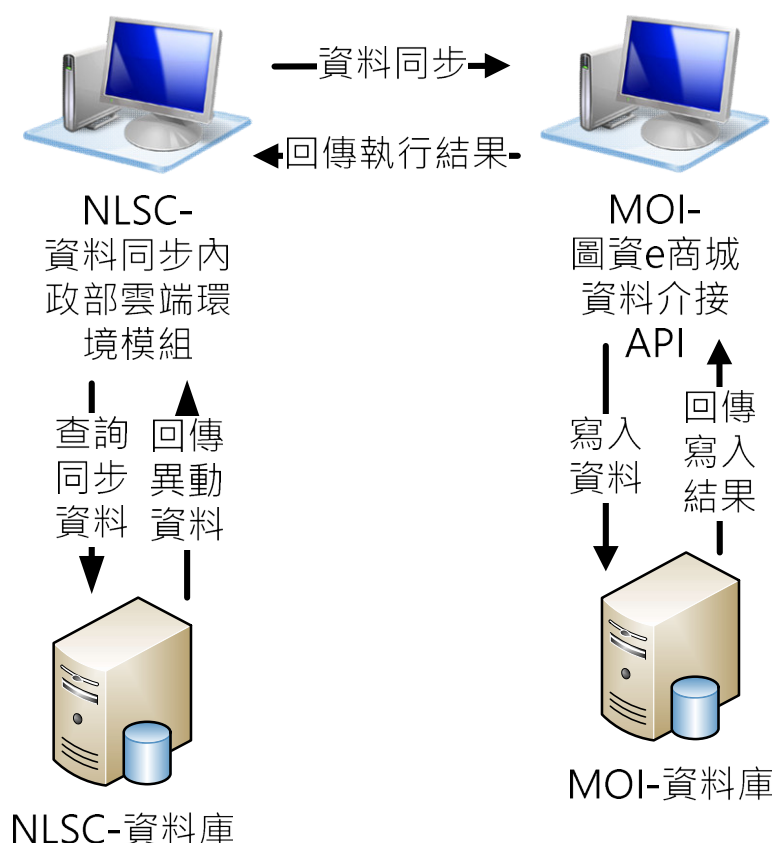 資料同步
回傳執行結果
NLSC-
資料同步內
政部雲端環
境模組
MOI-
圖資e商城
資料介接
API
查詢
同步
資料
回傳
異動
資料
寫入
資料
回傳
寫入
結果
NLSC-資料庫
MOI-資料庫